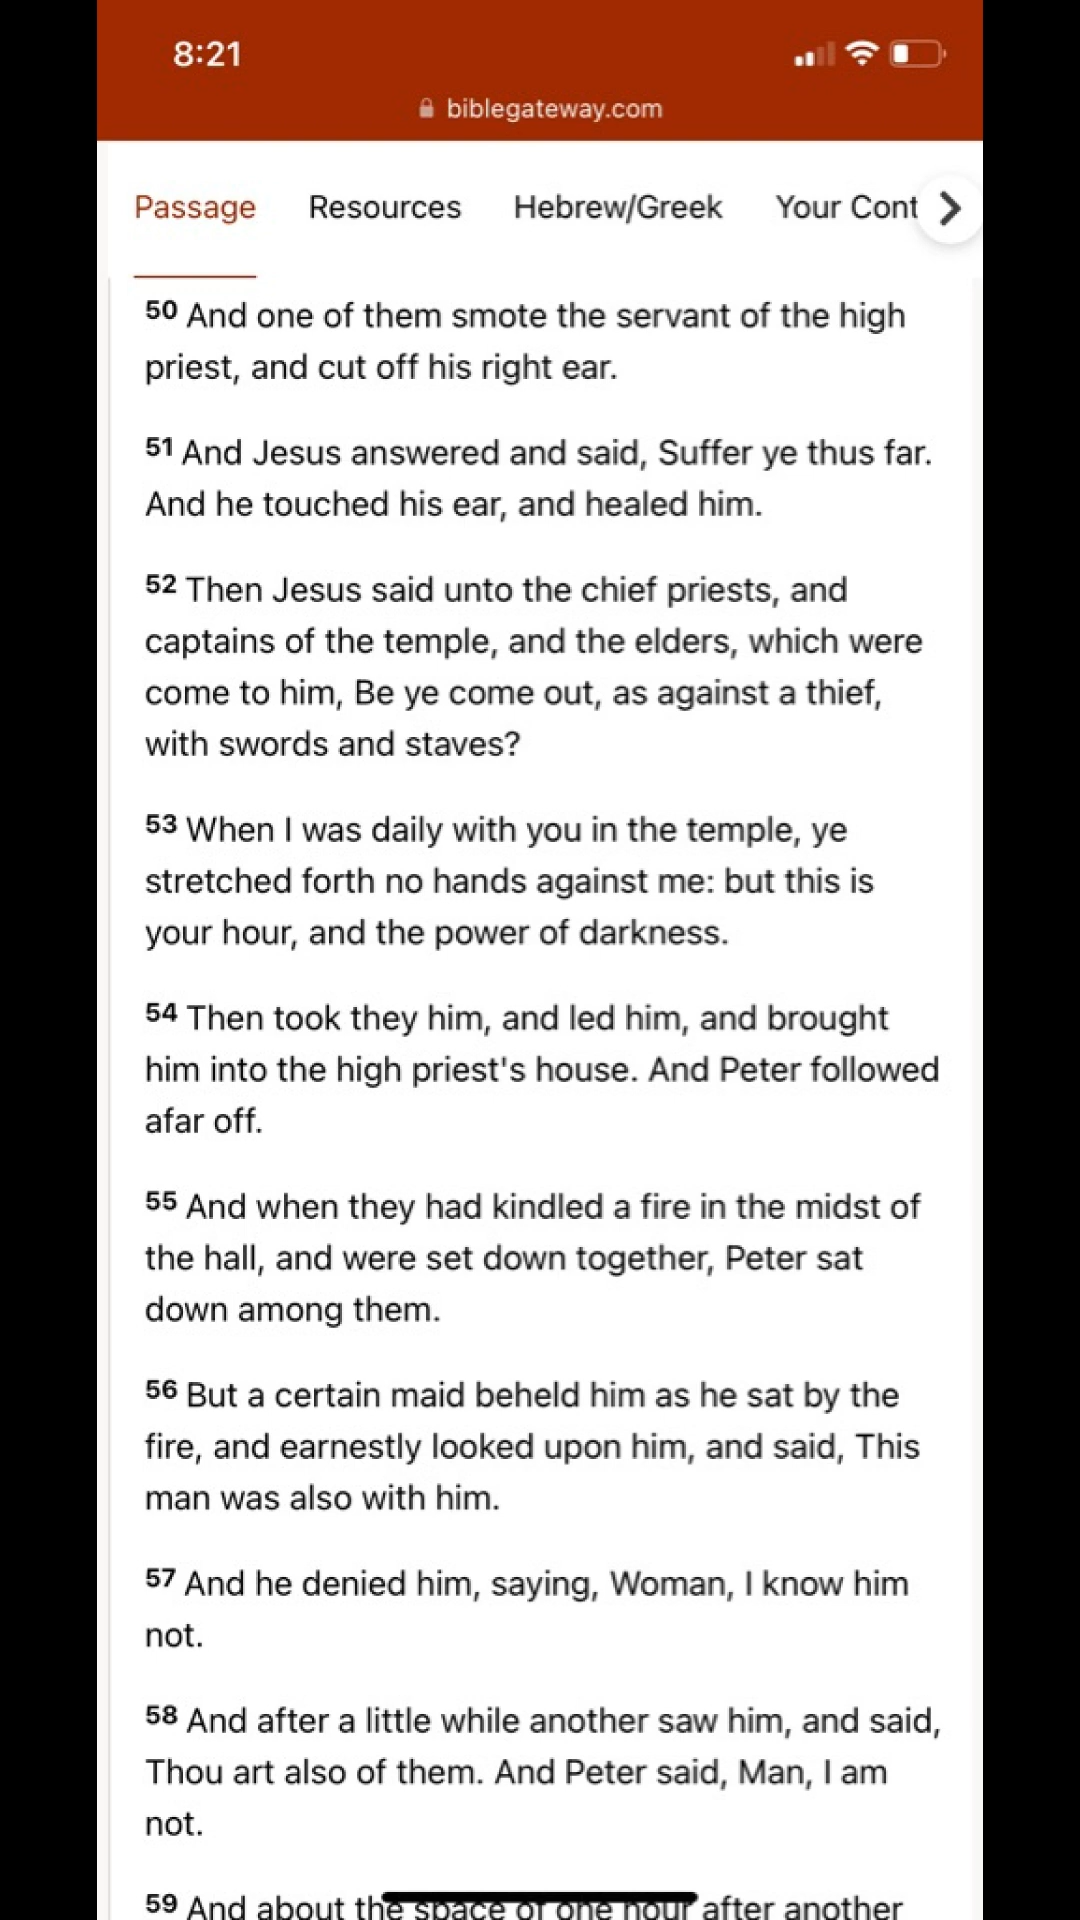 8:21
biblegateway.com
Passage Resources Hebrew/Greek Your Cont
50 And one of them smote the servant of the high
priest, and cut off his right ear.
51 And Jesus answered and said, Suffer ye thus far.
And he touched his ear, and healed him.
52 Then Jesus said unto the chief priests, and
captains of the temple, and the elders, which were
come to him, Be ye come out, as against a thief,
with swords and staves?
53 When I was daily with you in the temple, ye
stretched forth no hands against me: but this is
your hour, and the power of darkness.
54 Then took they him, and led him, and brought
him into the high priest's house. And Peter followed
afar off.
55 And when they had kindled a fire in the midst of
the hall, and were set down together, Peter sat
down among them.
56 But a certain maid beheld him as he sat by the
fire, and earnestly looked upon him, and said, This
man was also with him.
57 And he denied him, saying, Woman, I know him
not.
58 And after a little while another saw him, and said,
Thou art also of them. And Peter said, Man, I am
not.
59 And about the space of one hour after another